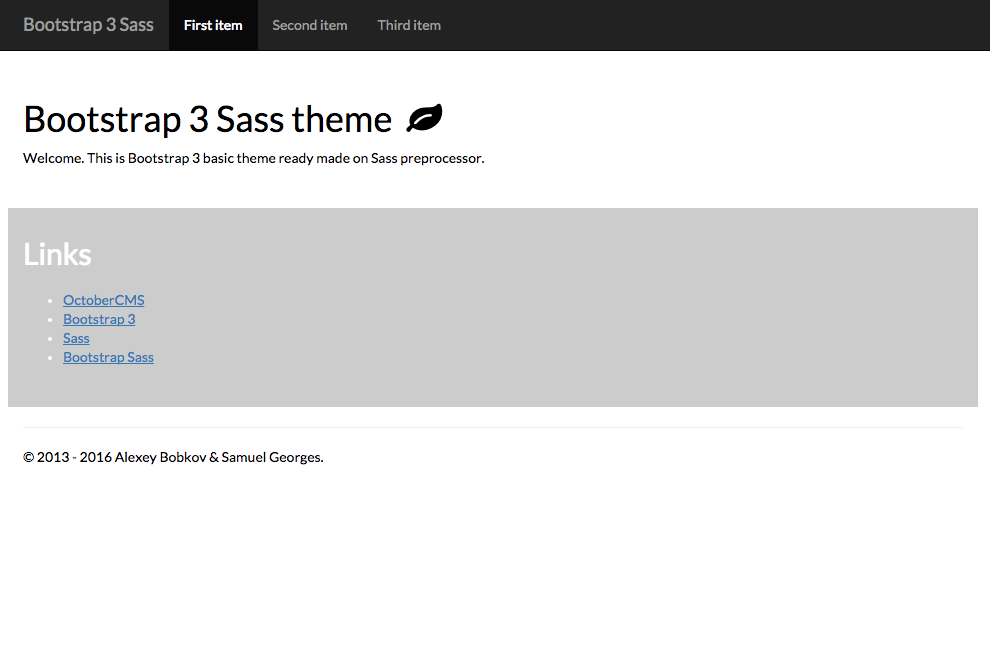 Bootstrap 3 Sass First item Second item Third item
Bootstrap 3 Sass theme
Welcome. This is Bootstrap 3 basic theme ready made on Sass preprocessor.
Links
OctoberCMS
Bootstrap 3
Sass
Bootstrap Sass
© 2013 - 2016 Alexey Bobkov & Samuel Georges.